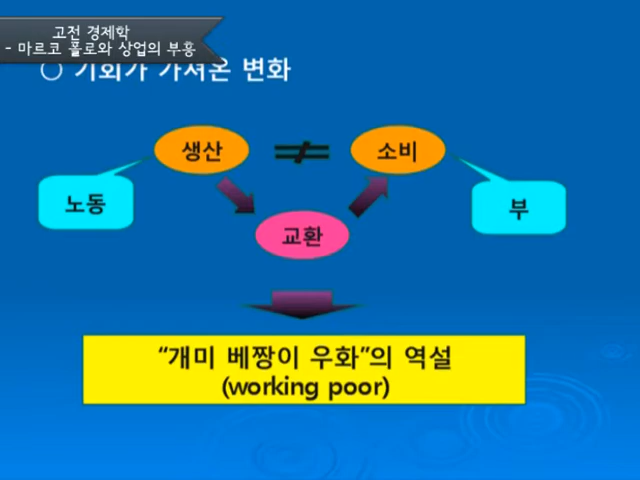 고전 경제학
- 마르코 폴로와 상업의 부흥
○ 기회가 가져온 변화
생산 ≠ 소비
노동
부
교환
“개미 베짱이 우화”의 역설
(working poor)